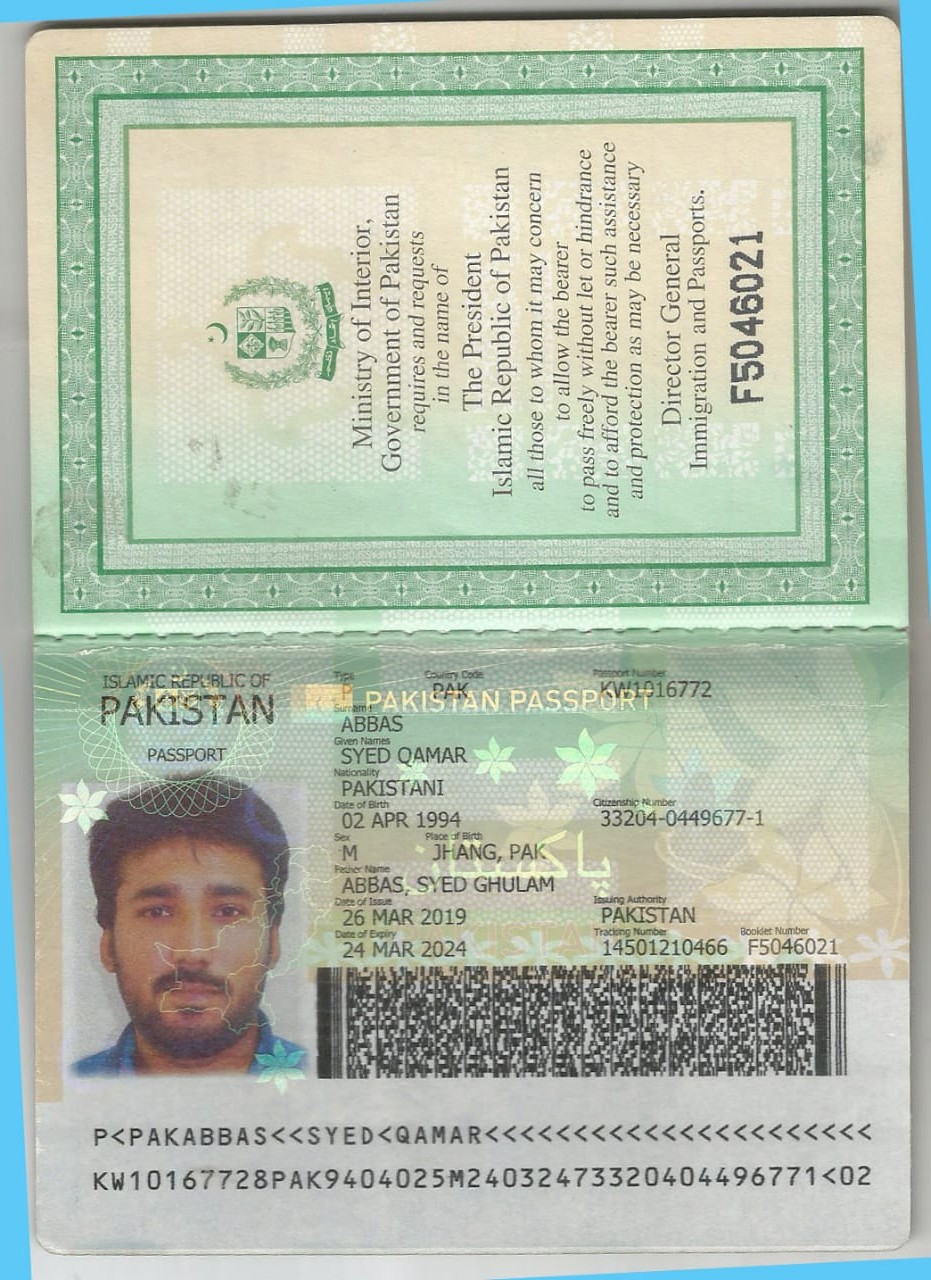 Ministry of Interior,
Government of Pakistan
requires and requests
in the name of
The President
Islamic Republic of Pakistan
all those to whom it may concern
to allow the bearer
to pass freely without let or hindrance
and to afford the bearer such assistance
and protection as may be necessary
Director General
Immigration and Passports.
F5046021
ISLAMIC REPUBLIC OF
PAKISTAN
PASSPORT
PAKISTAN PASSPORT
Type Country Code Passport Number
P PAK KW1016772
Surname
ABBAS
Given Names
SYED QAMAR
Nationality
PAKISTANI
Date of Birth Citizenship Number
02 APR 1994 33204-0449677-1
Sex Place of Birth
M JHANG, PAK
پاکستان
Father Name
ABBAS, SYED GHULAM
Date of Issue Issuing Authority
26 MAR 2019 PAKISTAN
Date of Expiry Tracking Number Booklet Number
24 MAR 2024 14501210466 F5046021
P<PAKABBAS<<SYED<QAMAR<<<<<<<<<<<<<<<<<<<<<<
KW10167728PAK9404025M24032473320404496771<02